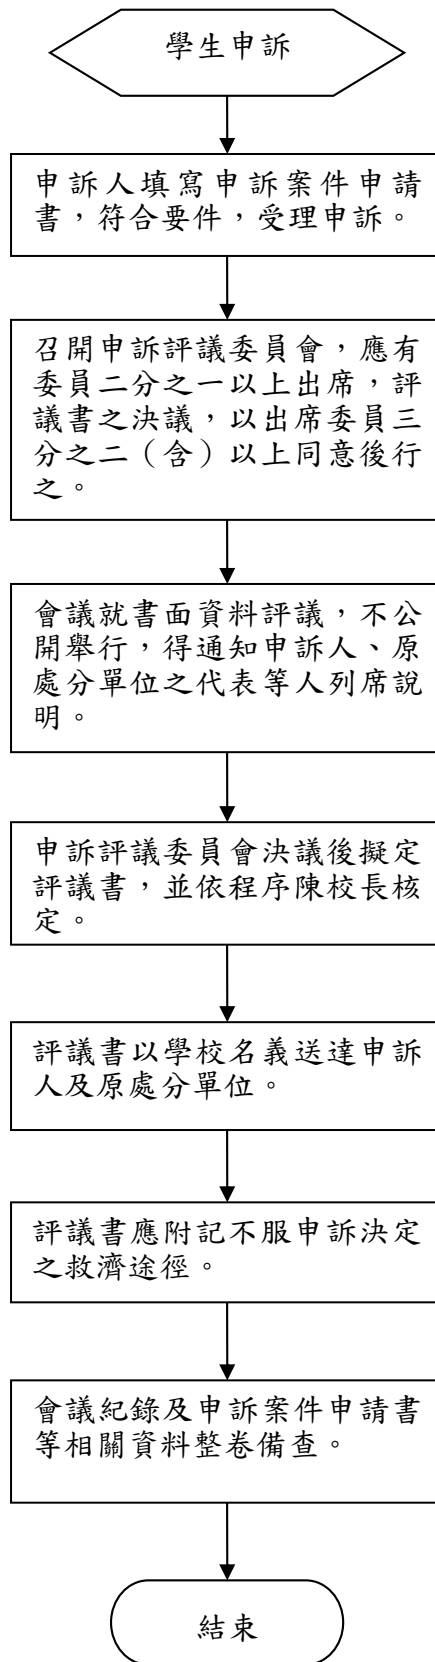 學生申訴
申訴人填寫申訴案件申請
書，符合要件，受理申訴。
召開申訴評議委員會，應有
委員二分之一以上出席，評
議書之決議，以出席委員三
分之二（含）以上同意後行
之。
會議就書面資料評議，不公
開舉行，得通知申訴人、原
處分單位之代表等人列席說
明。
申訴評議委員會決議後擬定
評議書，並依程序陳校長核
定。
評議書以學校名義送達申訴
人及原處分單位。
評議書應附記不服申訴決定
之救濟途徑。
會議紀錄及申訴案件申請書
等相關資料整卷備查。
結束